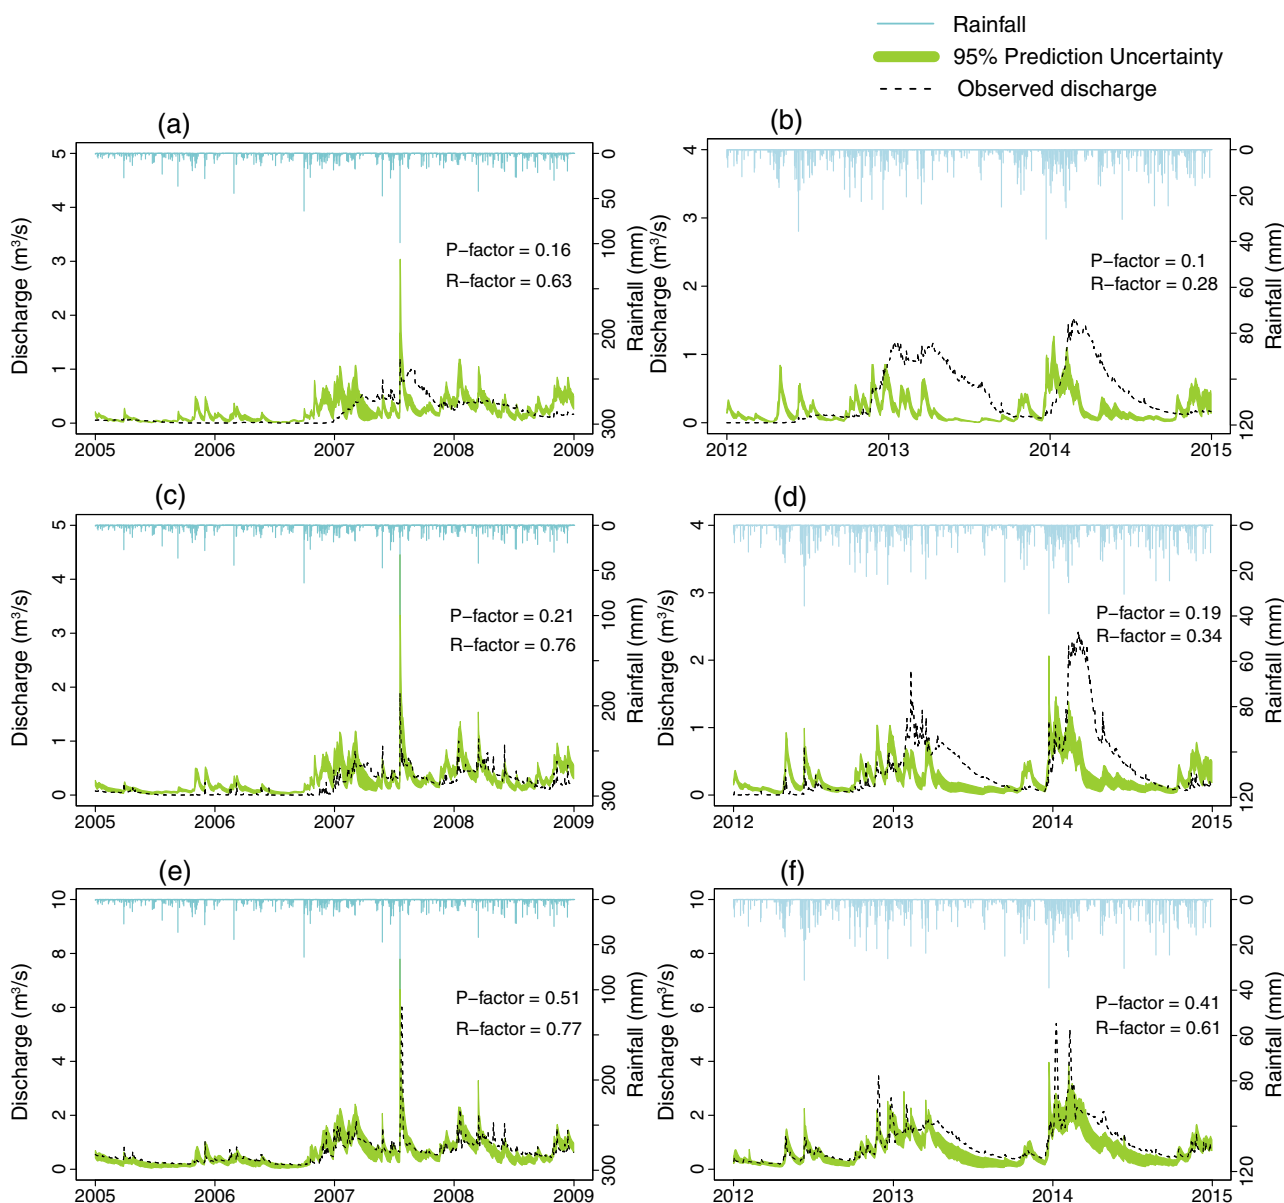 Rainfall
95% Prediction Uncertainty
Observed discharge
(a)
5
4
3
2
1
0
Discharge (m³/s)
0
50
100
200
300
Rainfall (mm)
P−factor = 0.16
R−factor = 0.63
2005 2006 2007 2008 2009
(b)
4
3
2
1
0
Discharge (m³/s)
0
20
40
60
80
120
Rainfall (mm)
P−factor = 0.1
R−factor = 0.28
2012 2013 2014 2015
(c)
5
4
3
2
1
0
Discharge (m³/s)
0
50
100
200
300
Rainfall (mm)
P−factor = 0.21
R−factor = 0.76
2005 2006 2007 2008 2009
(d)
4
3
2
1
0
Discharge (m³/s)
0
20
40
60
80
120
Rainfall (mm)
P−factor = 0.19
R−factor = 0.34
2012 2013 2014 2015
(e)
10
8
6
4
2
0
Discharge (m³/s)
0
50
100
200
300
Rainfall (mm)
P−factor = 0.51
R−factor = 0.77
2005 2006 2007 2008 2009
(f)
10
8
6
4
2
0
Discharge (m³/s)
0
20
40
60
80
120
Rainfall (mm)
P−factor = 0.41
R−factor = 0.61
2012 2013 2014 2015